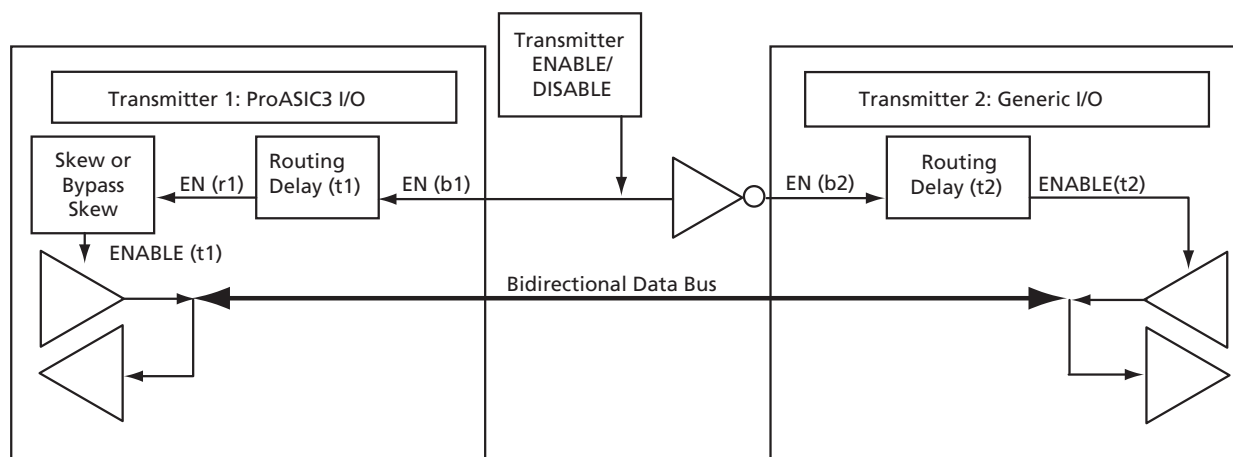 Transmitter
ENABLE/
DISABLE
Transmitter 1: ProASIC3 I/O
Transmitter 2: Generic I/O
Skew or
Bypass
Skew
EN (r1)
Routing
Delay (t1)
EN (b1)
EN (b2)
Routing
Delay (t2)
ENABLE(t2)
ENABLE (t1)
Bidirectional Data Bus